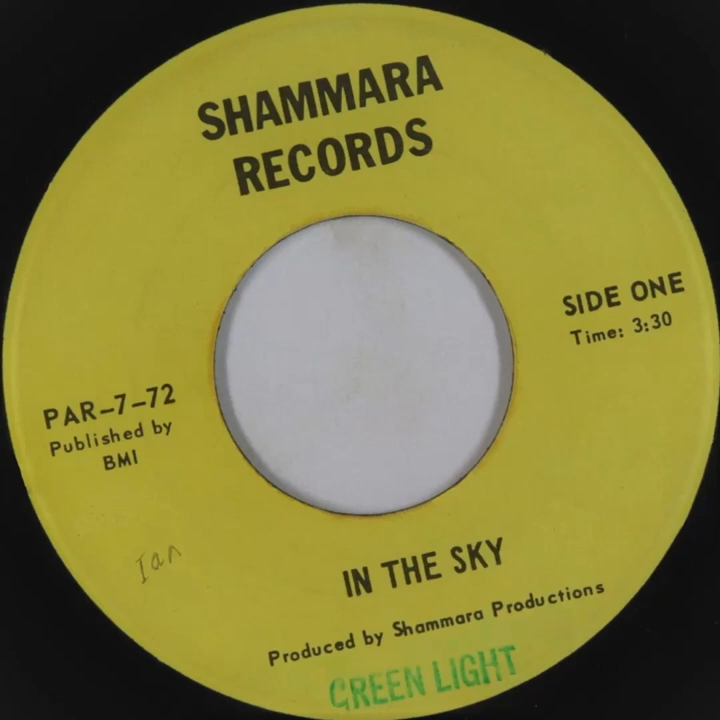 SHAMMARA
RECORDS
SIDE ONE
Time: 3:30
PAR-7-72
Published by
BMI
Ian
IN THE SKY
Produced by Shammara Productions
GREEN LIGHT